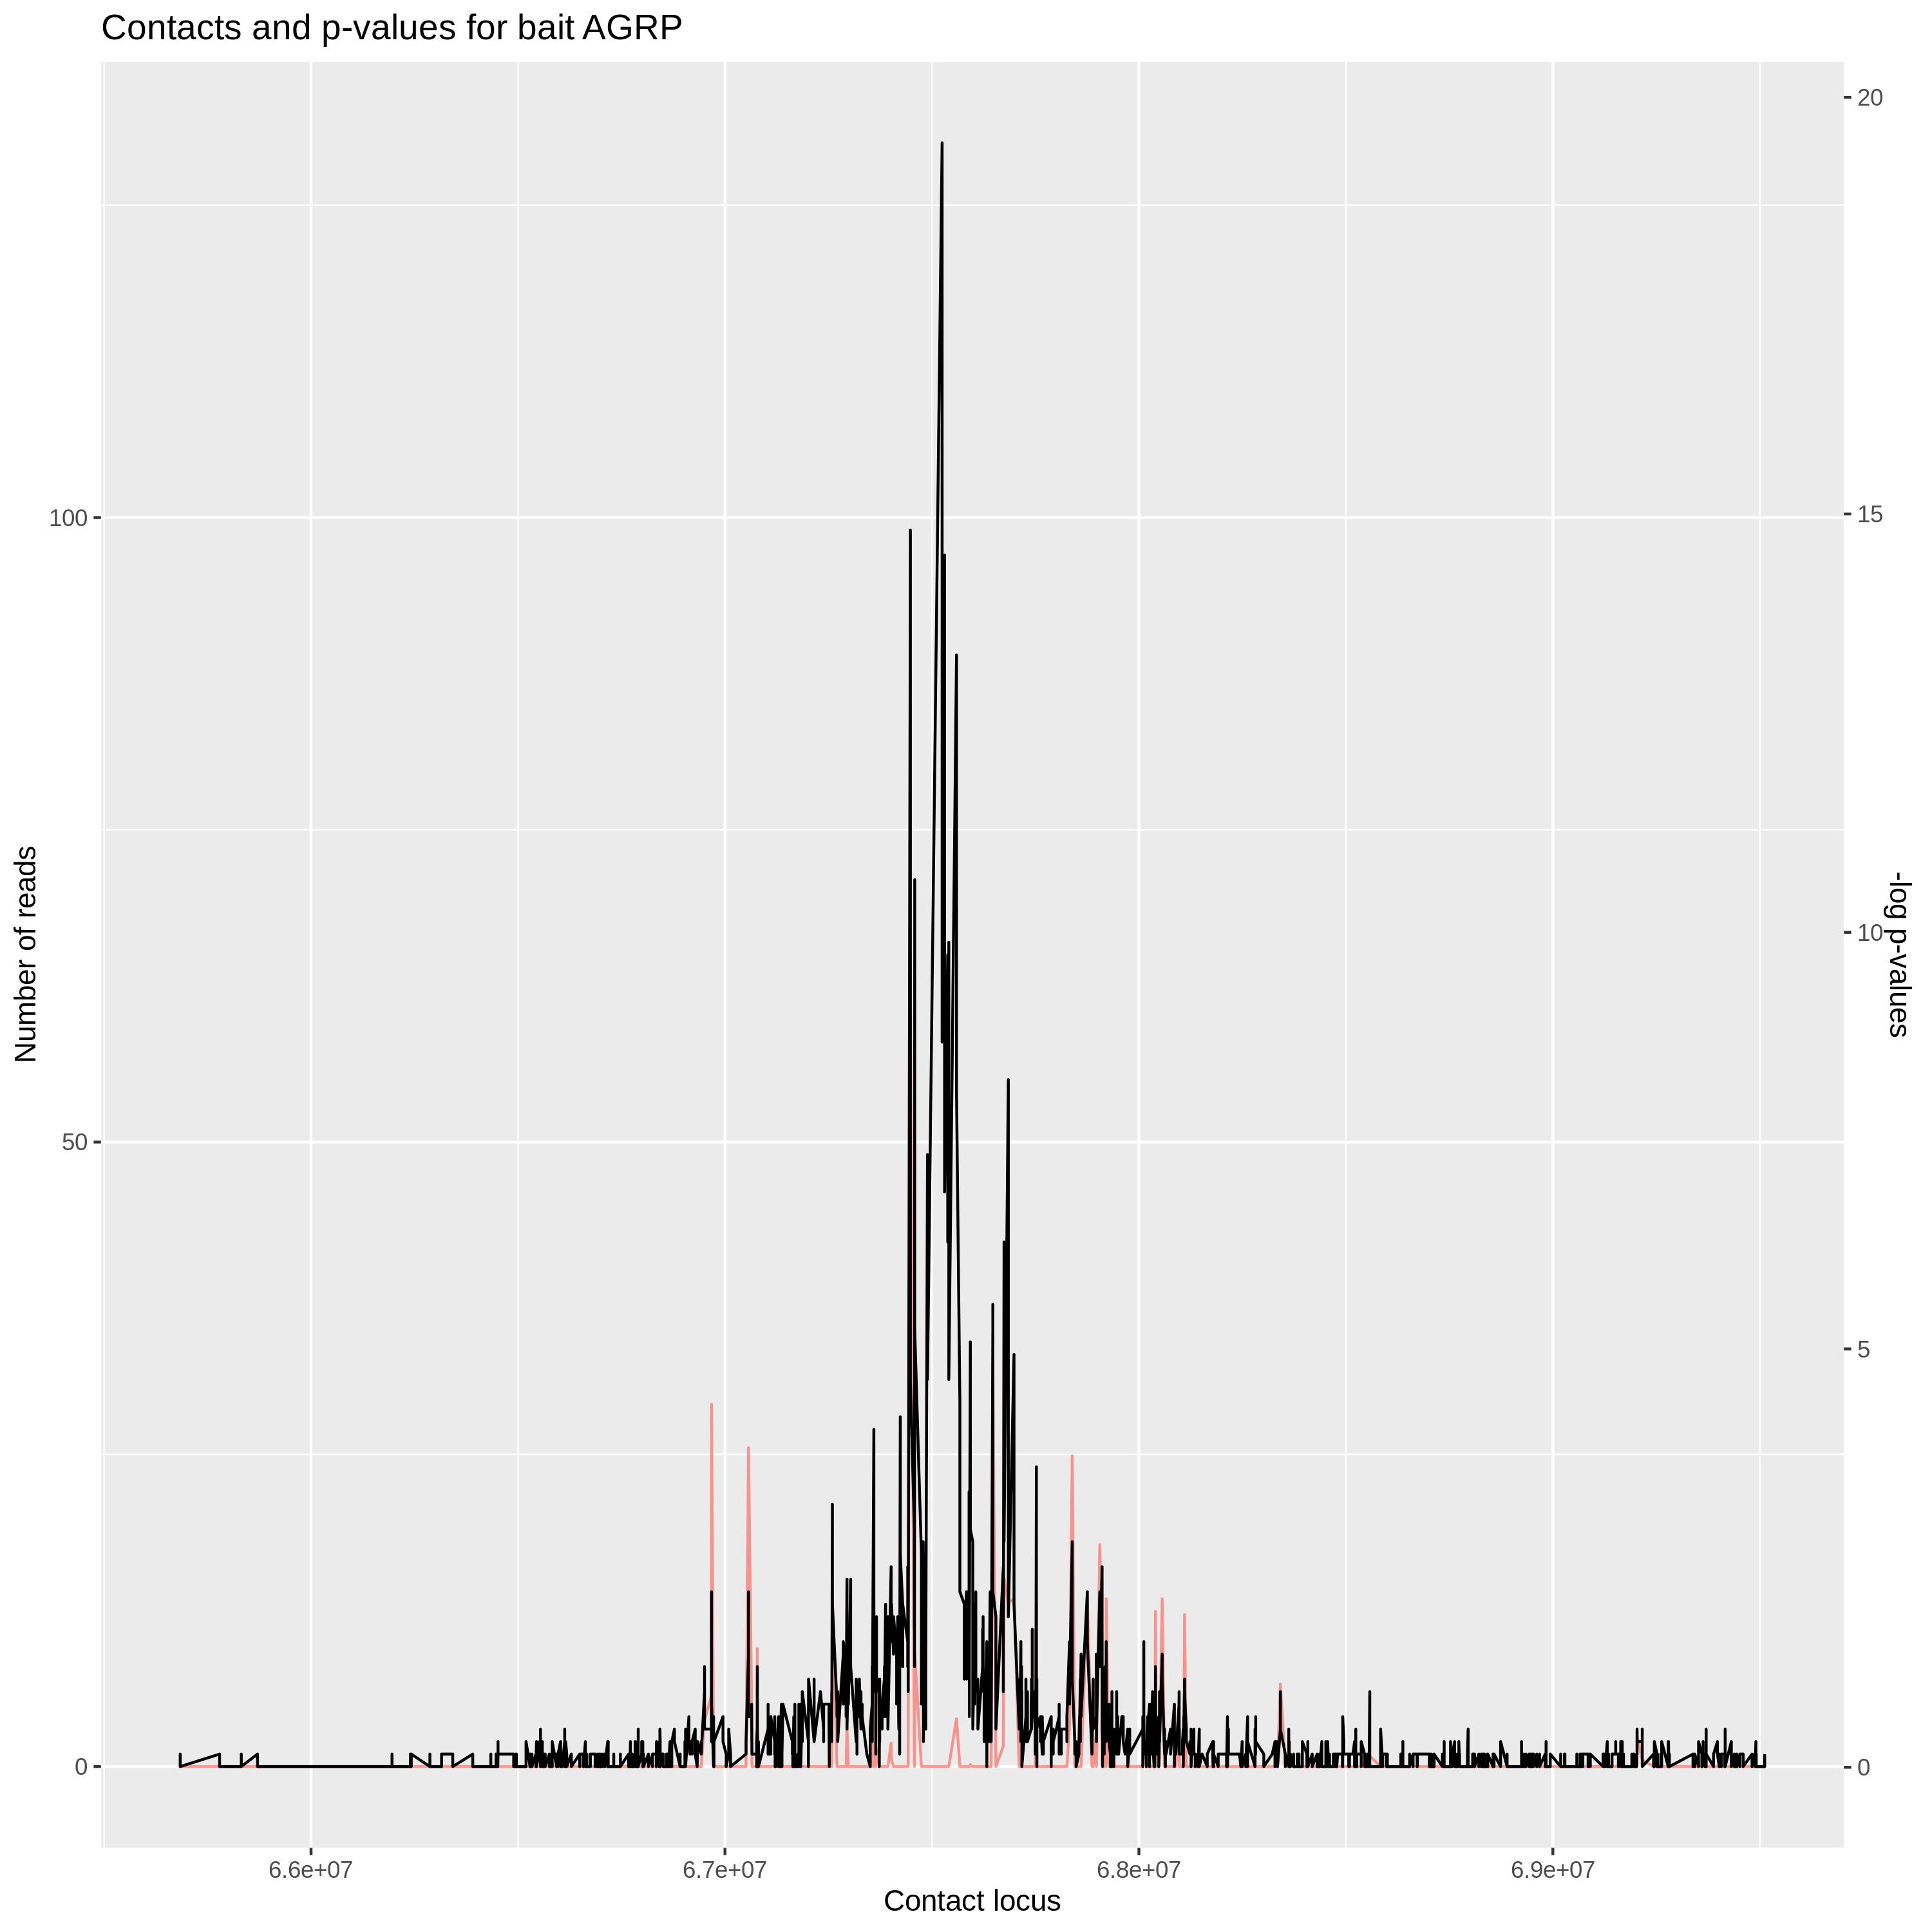 Contacts and p-values for bait AGRP
20
100
15
Number of reads
-log p-values
10
50
5
0
0
6.6e+07
6.7e+07
6.8e+07
6.9e+07
Contact locus